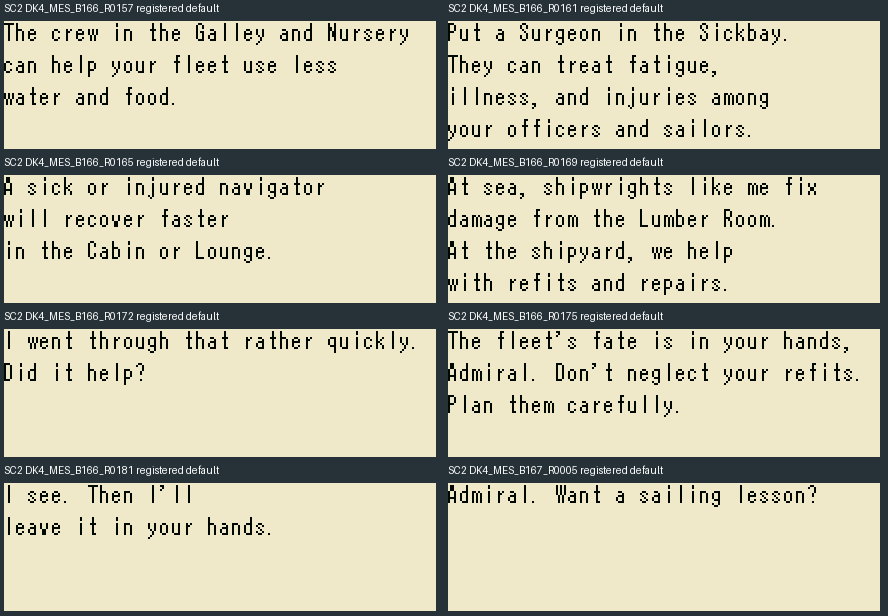 SC2 DK4_MES_B166_R0157 registered default
The crew in the Galley and Nursery
can help your fleet use less
water and food.
SC2 DK4_MES_B166_R0161 registered default
Put a Surgeon in the Sickbay.
They can treat fatigue,
illness, and injuries among
your officers and sailors.
SC2 DK4_MES_B166_R0165 registered default
A sick or injured navigator
will recover faster
in the Cabin or Lounge.
SC2 DK4_MES_B166_R0169 registered default
At sea, shipwrights like me fix
damage from the Lumber Room.
At the shipyard, we help
with refits and repairs.
SC2 DK4_MES_B166_R0172 registered default
I went through that rather quickly.
Did it help?
SC2 DK4_MES_B166_R0175 registered default
The fleet's fate is in your hands,
Admiral. Don't neglect your refits.
Plan them carefully.
SC2 DK4_MES_B166_R0181 registered default
I see. Then I'll
leave it in your hands.
SC2 DK4_MES_B167_R0005 registered default
Admiral. Want a sailing lesson?